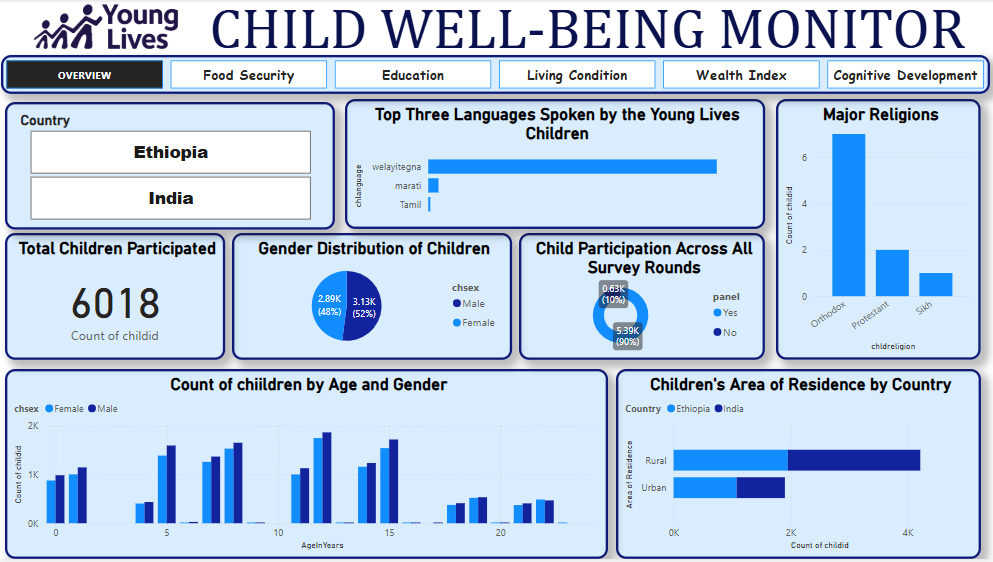 Young
Lives
CHILD WELL-BEING MONITOR
OVERVIEW
Food Security
Education
Living Condition
Wealth Index
Cognitive Development
Country
Ethiopia
India
Top Three Languages Spoken by the Young Lives
Children
chlanguage
welayitegna
marati
Tamil
Major Religions
Count of childid
6
4
2
0
Orthodox
Protestant
Sikh
chldreligion
Total Children Participated
6018
Count of childid
Gender Distribution of Children
2.89K
(48%)
3.13K
(52%)
chsex
Male
Female
Child Participation Across All
Survey Rounds
0.63K
(10%)
5.39K
(90%)
panel
Yes
No
Count of chiildren by Age and Gender
chsex Female Male
Count of childid
2K
1K
0K
0 5 10 15 20
AgeInYears
Children's Area of Residence by Country
Country Ethiopia India
Area of Residence
Rural
Urban
0K 2K 4K
Count of childid